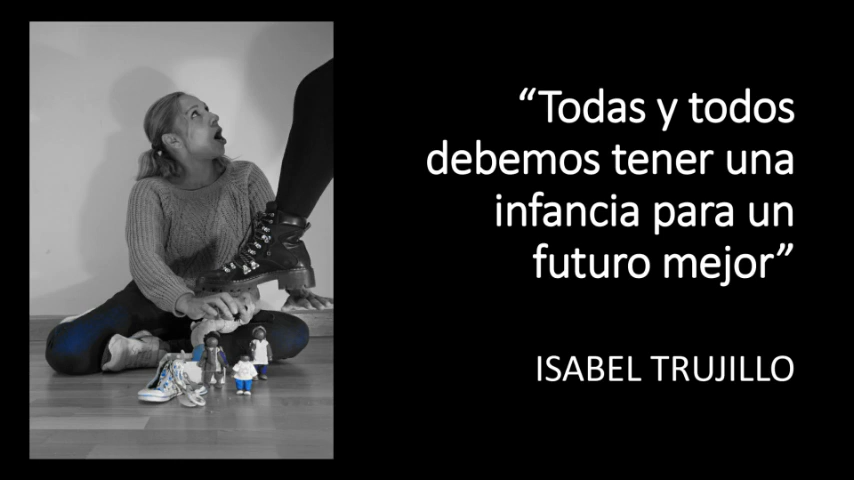 “Todas y todos
debemos tener una
infancia para un
futuro mejor”
ISABEL TRUJILLO